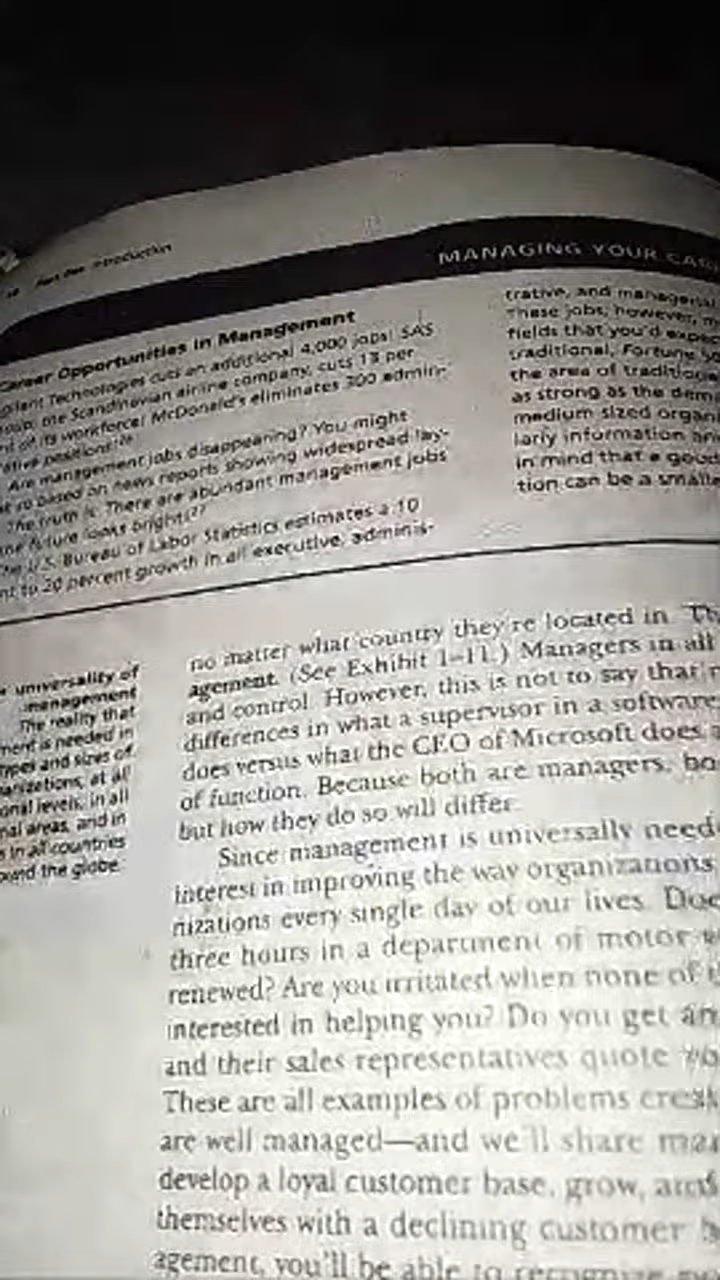 Part One Introduction
MANAGING YOUR
Career Opportunities in Management
Technologies cuts an additional 4,000 jobs! SAS
the Scandinavian airline company, cuts 13 per
of its workforce! McDonald's eliminates 300 admin-
positions!
Are management jobs disappearing? You might
so based on news reports showing widespread lay-
The truth is: There are abundant management jobs
future looks bright!
The U.S. Bureau of Labor Statistics estimates a 10
to 20 percent growth in all executive, adminis-
trative, and managerial
These jobs, however, m
fields that you'd expec
traditional, Fortune
the area of traditiona
as strong as the dem
medium sized organi
larly information an
in mind that a good
tion can be a smalle
universality of
management
The reality that
ment is needed in
types and sizes of
anizations, at all
onal levels, in all
nal areas, and in
in all countries
around the globe.
no matter what country they're located in. Th
agement. (See Exhibit 1–11.) Managers in all
and control. However, this is not to say that
differences in what a supervisor in a software
does versus what the CEO of Microsoft does
of function. Because both are managers, bo
but how they do so will differ.
Since management is universally need
interest in improving the way organizations
nizations every single day of our lives. Doe
three hours in a department of motor
renewed? Are you irritated when none of
interested in helping you? Do you get an
and their sales representatives quote yo
These are all examples of problems
are well managed—and we'll share
develop a loyal customer base, grow, and
themselves with a declining customer
agement, you'll be able to recognize